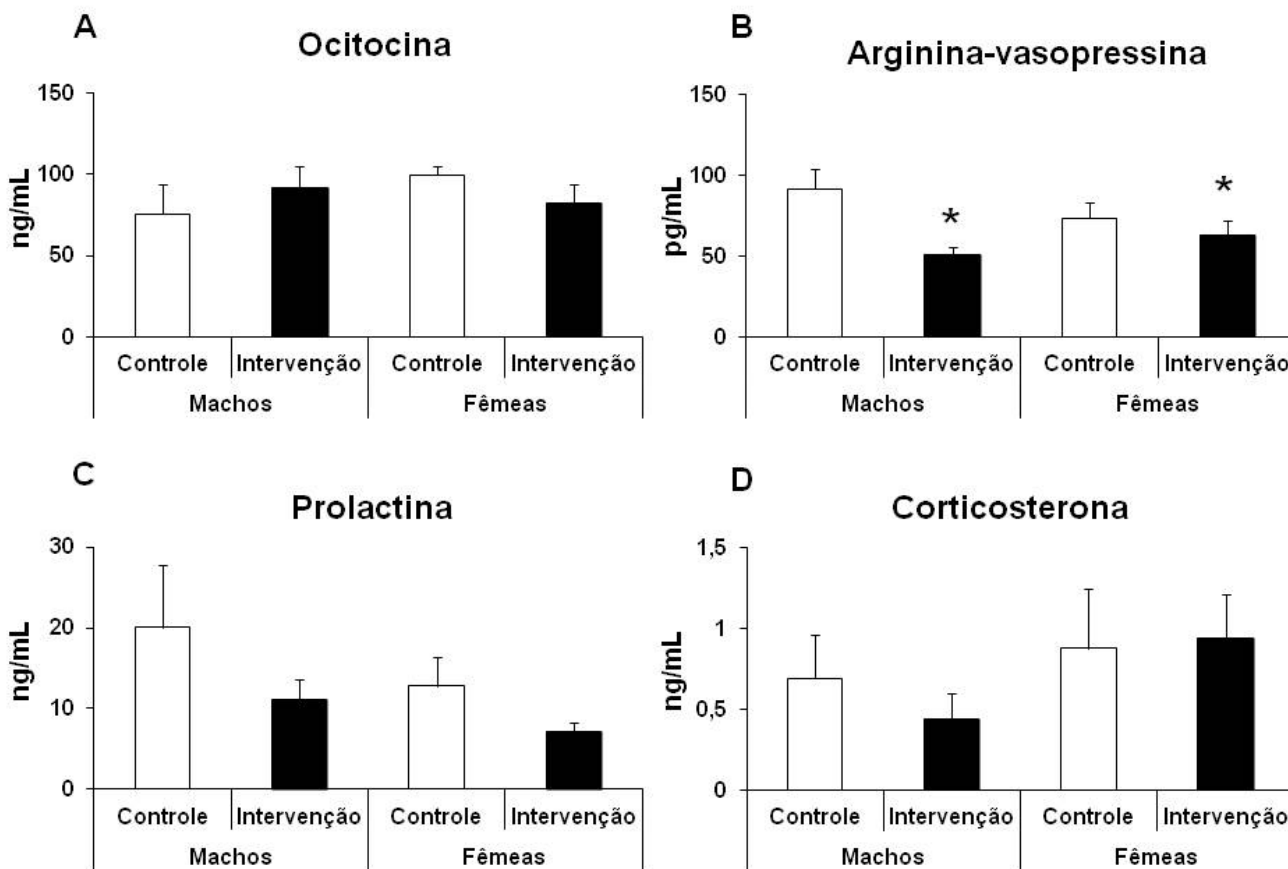 A
Ocitocina
150
100
50
0
ng/mL
Controle Intervenção Controle Intervenção
Machos Fêmeas
B
Arginina-vasopressina
150
100
50
0
pg/mL
*
*
Controle Intervenção Controle Intervenção
Machos Fêmeas
C
Prolactina
30
20
10
0
ng/mL
Controle Intervenção Controle Intervenção
Machos Fêmeas
D
Corticosterona
1,5
1
0,5
0
ng/mL
Controle Intervenção Controle Intervenção
Machos Fêmeas